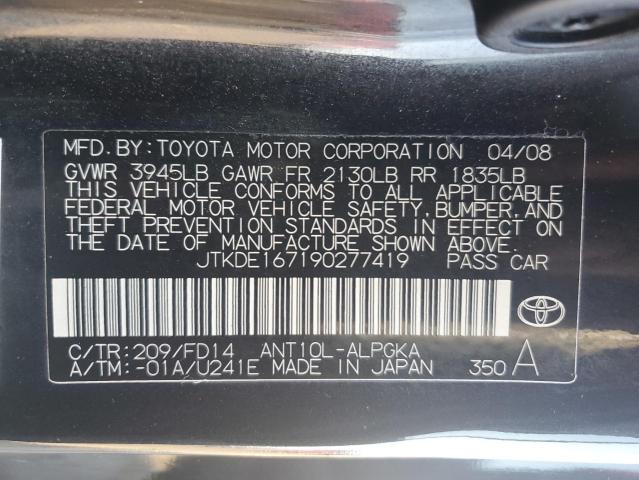 MFD.BY:TOYOTA MOTOR CORPORATION 04/08
GVWR 3945LB GAWR FR 2130LB RR 1835LB
THIS VEHICLE CONFORMS TO ALL APPLICABLE
FEDERAL MOTOR VEHICLE SAFETY,BUMPER,AND
THEFT PREVENTION STANDARDS IN EFFECT ON
THE DATE OF MANUFACTURE SHOWN ABOVE.
JTKDE167190277419 PASS CAR
C/TR:209/FD14 ANT10L-ALPGKA
A/TM:-01A/U241E MADE IN JAPAN 350 A